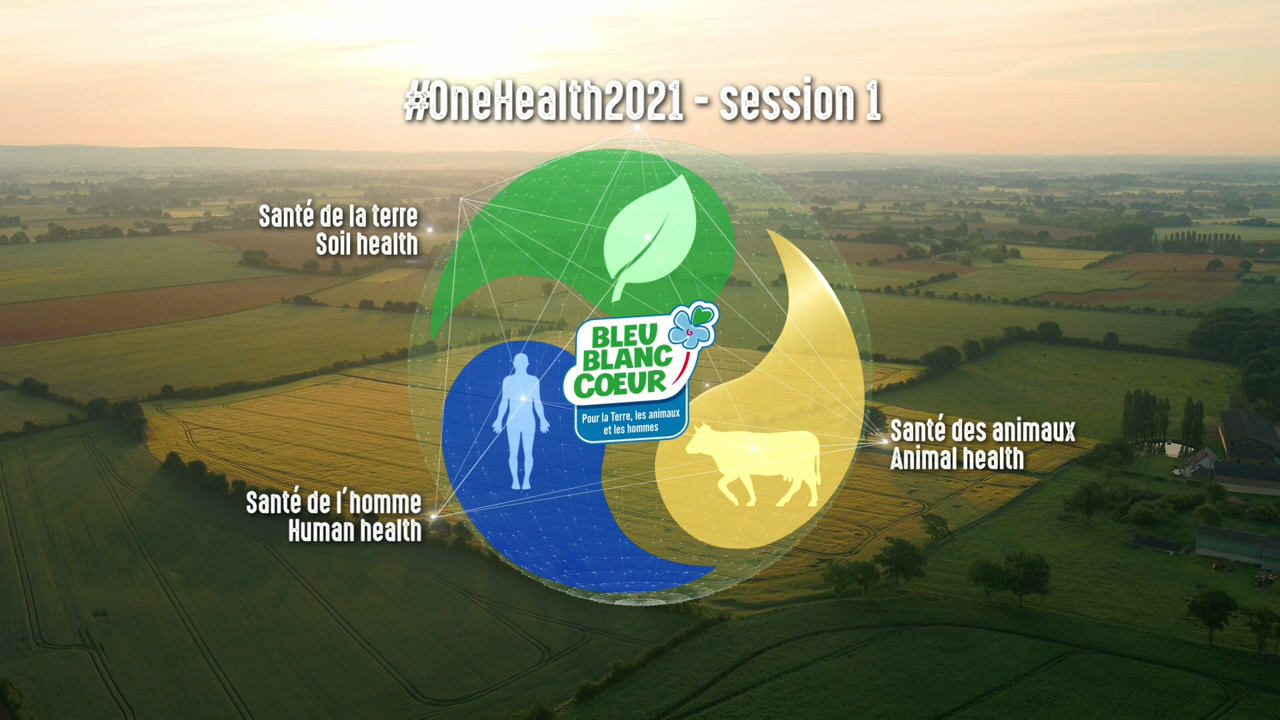 #OneHealth2021 - session 1
Santé de la terre
Soil health
BLEU
BLANC
COEUR
Pour la Terre, les animaux
et les hommes
Santé des animaux
Animal health
Santé de l'homme
Human health